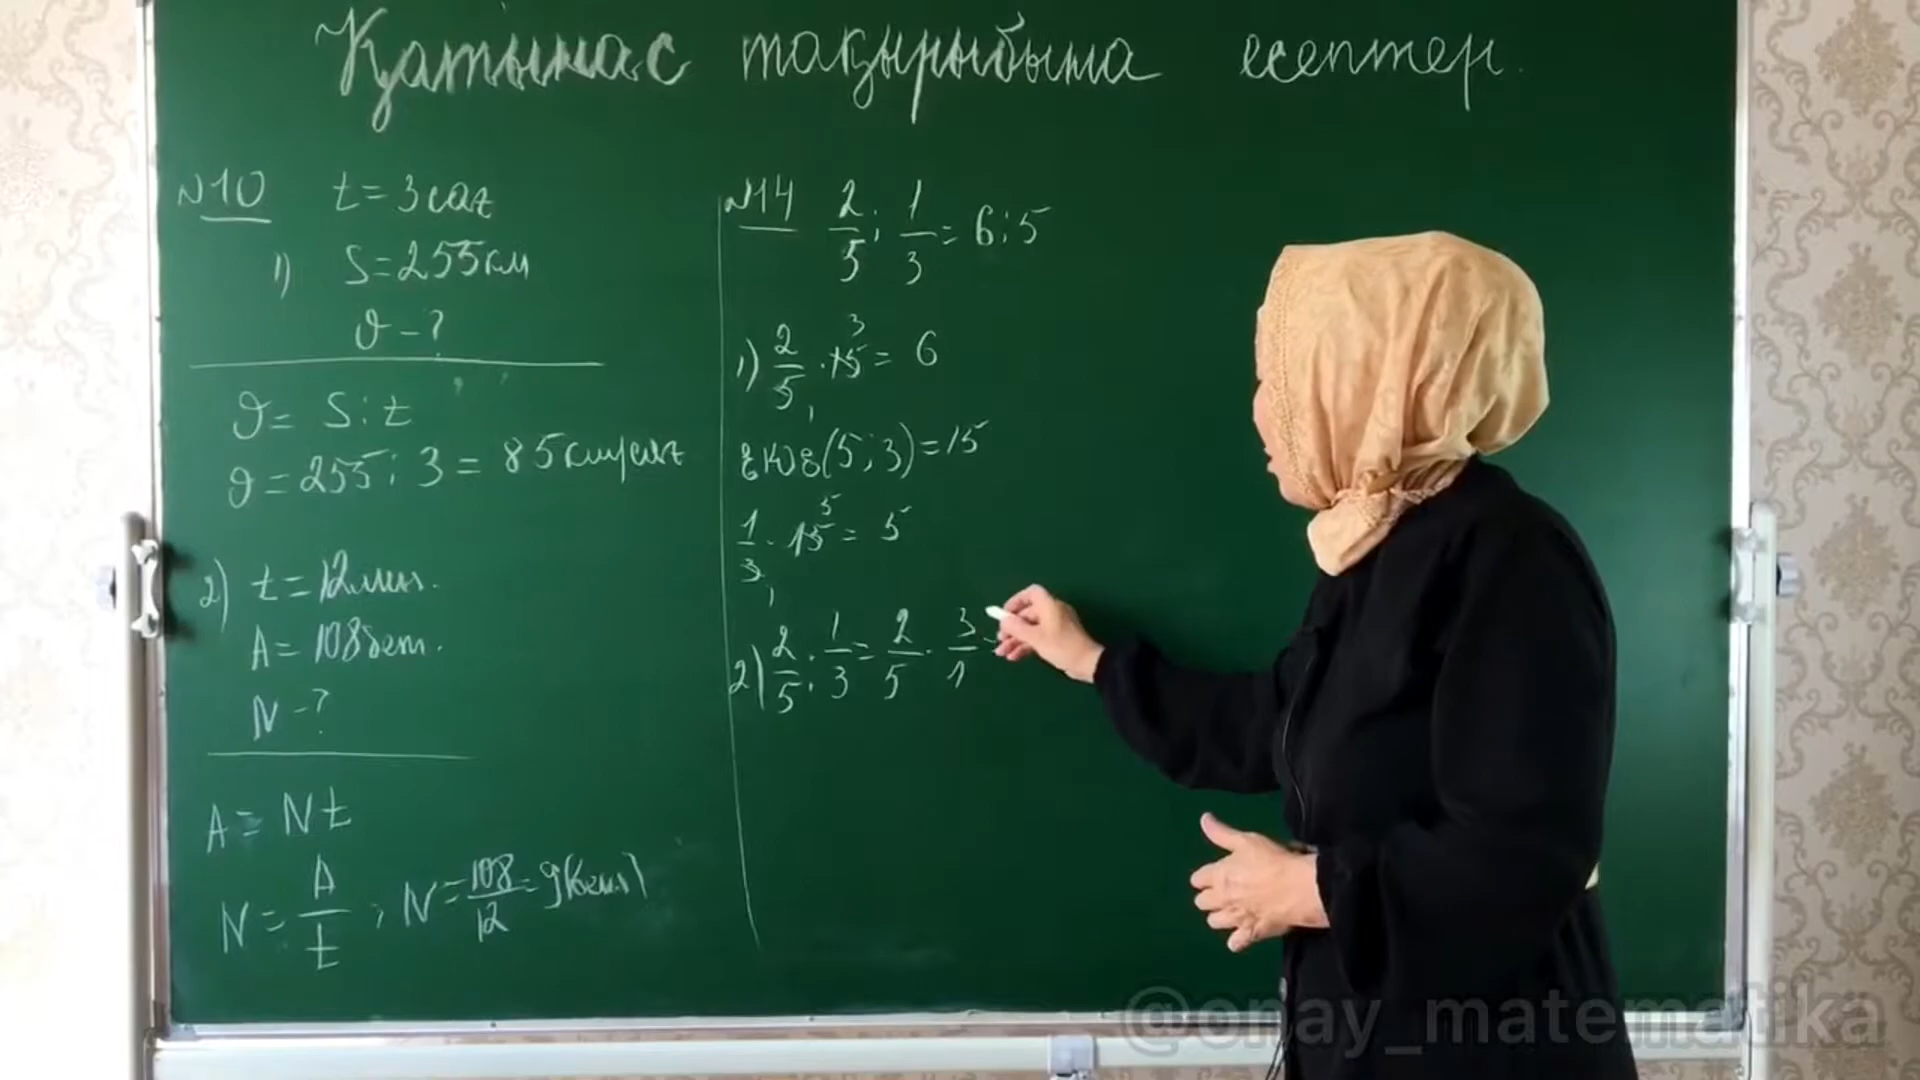 Қатынас тақырыбына есептер.
№10 t = 3 сағ
1) S = 255 км
ϑ - ?
ϑ = S : t
ϑ = 255 : 3 = 85 км/сағ
2) t = 12 мин.
A = 108 бет.
N - ?
A = Nt
N = A/t , N = 108/12 = 9 (бет)
№14 2/5 : 1/3 = 6 : 5
1) 2/5 · 15 = 6
ЕКОЕ (5 ; 3) = 15
1/3 · 15 = 5
2) 2/5 : 1/3 = 2/5 · 3/1 =
@onay_matematika